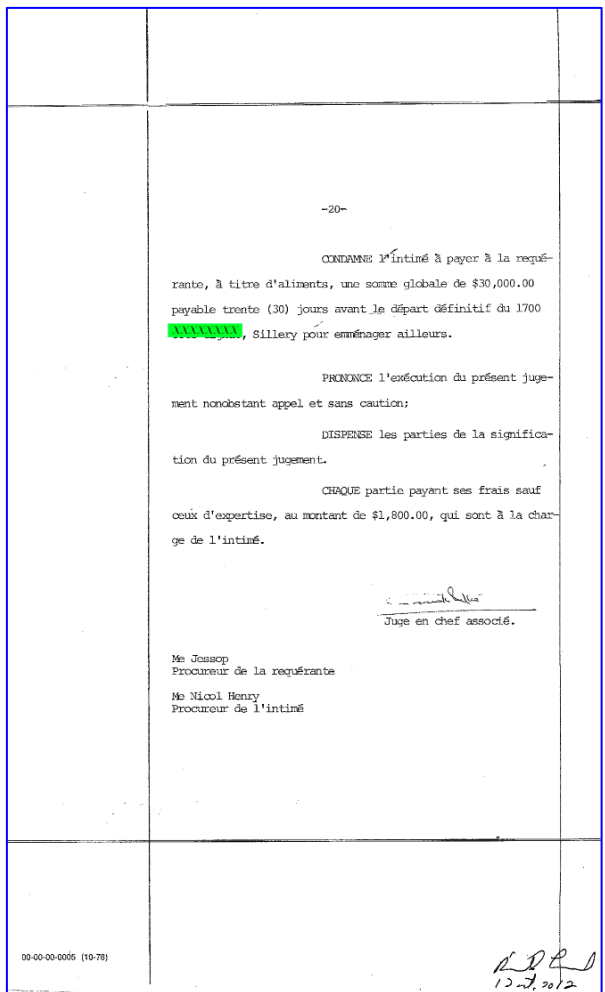 -20-
CONDAMNE l'intimé à payer à la requé-
rante, à titre d'aliments, une somme globale de $30,000.00
payable trente (30) jours avant le départ définitif du 1700
, Sillery pour emménager ailleurs.
PRONONCE l'exécution du présent juge-
ment nonobstant appel et sans caution;
DISPENSE les parties de la significa-
tion du présent jugement.
CHAQUE partie payant ses frais sauf
ceux d'expertise, au montant de $1,800.00, qui sont à la char-
ge de l'intimé.
Juge en chef associé.
Me Jessop
Procureur de la requérante
Me Nicol Henry
Procureur de l'intimé
00-00-00-0005 (10-78)
2012